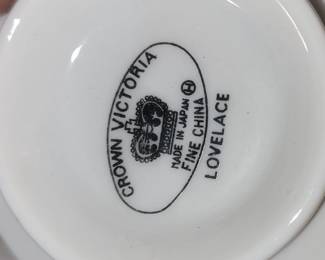 CROWN VICTORIA
MADE IN JAPAN H
FINE CHINA
LOVELACE